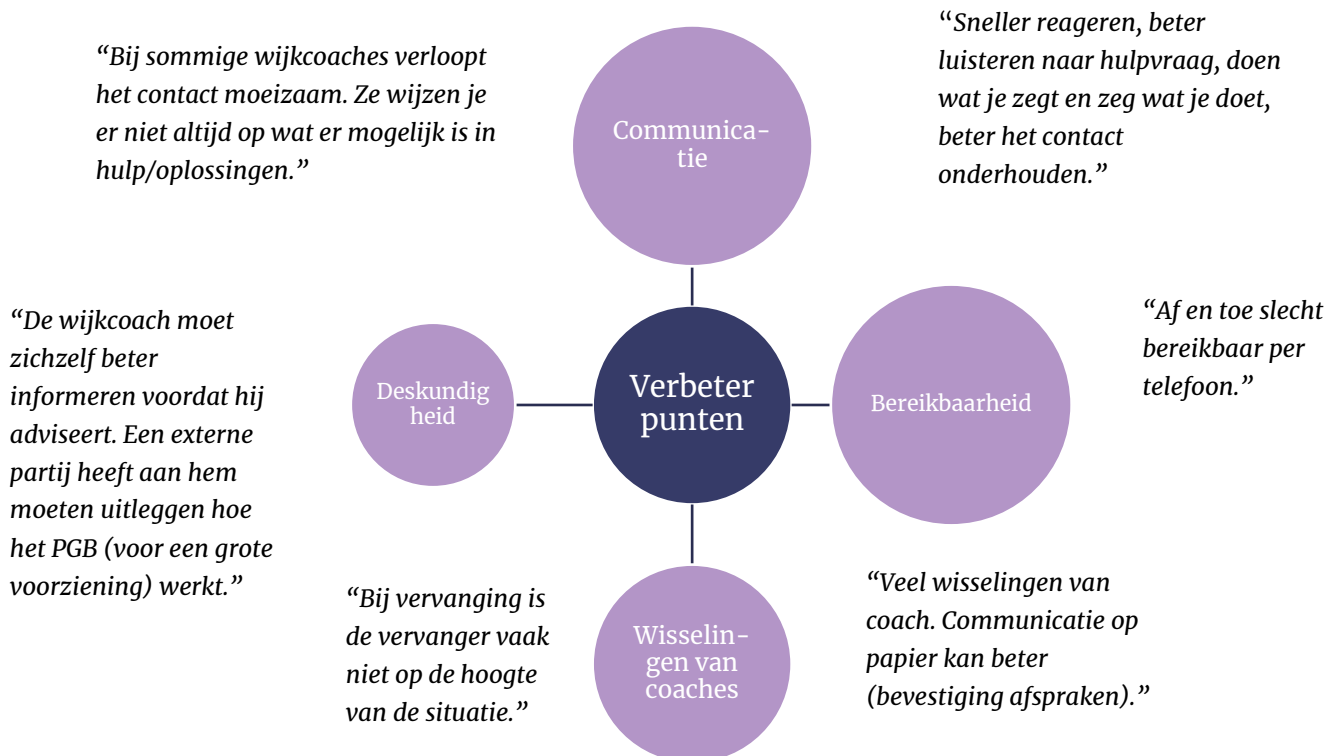 “Bij sommige wijkcoaches verloopt
het contact moeizaam. Ze wijzen je
er niet altijd op wat er mogelijk is in
hulp/oplossingen.”
Communica-
tie
“Sneller reageren, beter
luisteren naar hulpvraag, doen
wat je zegt en zeg wat je doet,
beter het contact
onderhouden.”
“De wijkcoach moet
zichzelf beter
informeren voordat hij
adviseert. Een externe
partij heeft aan hem
moeten uitleggen hoe
het PGB (voor een grote
voorziening) werkt.”
Deskundig
heid
Verbeter
punten
Bereikbaarheid
“Af en toe slecht
bereikbaar per
telefoon.”
“Bij vervanging is
de vervanger vaak
niet op de hoogte
van de situatie.”
Wisselin-
gen van
coaches
“Veel wisselingen van
coach. Communicatie op
papier kan beter
(bevestiging afspraken).”